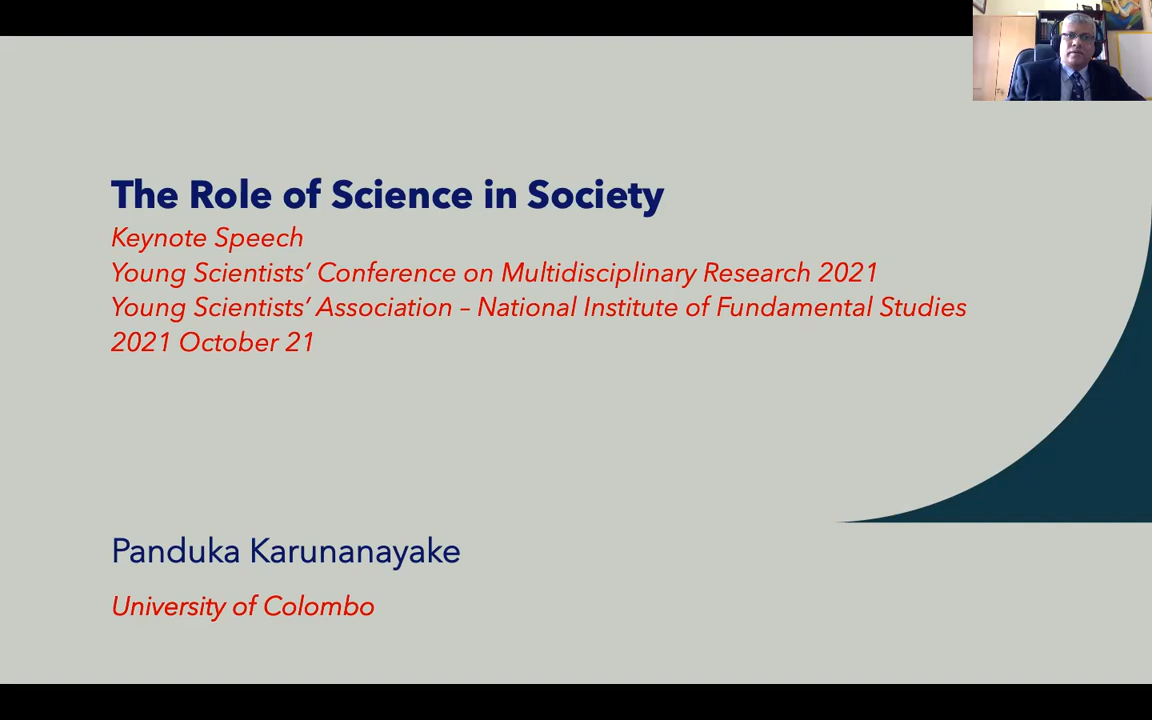 The Role of Science in Society
Keynote Speech
Young Scientists’ Conference on Multidisciplinary Research 2021
Young Scientists’ Association – National Institute of Fundamental Studies
2021 October 21
Panduka Karunanayake
University of Colombo